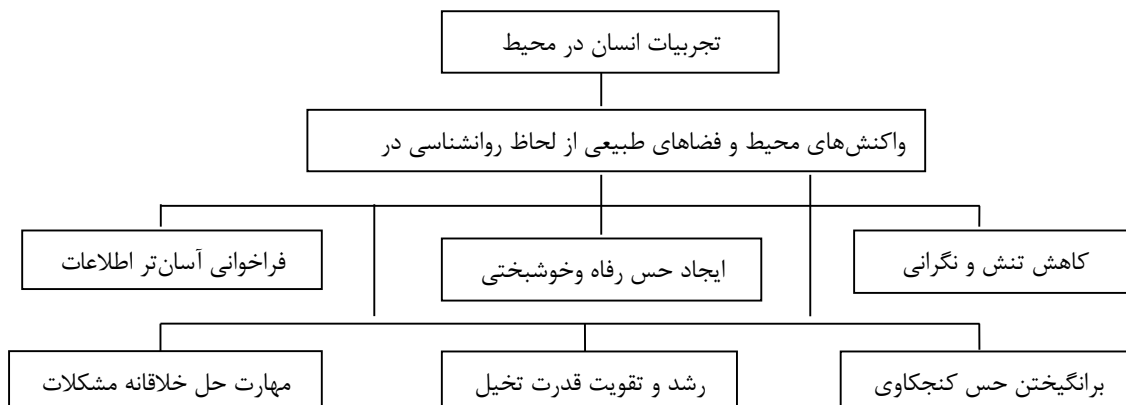 تجربیات انسان در محیط
واکنش‌های محیط و فضاهای طبیعی از لحاظ روانشناسی در
کاهش تنش و نگرانی
ایجاد حس رفاه وخوشبختی
فراخوانی آسان‌تر اطلاعات
برانگیختن حس کنجکاوی
رشد و تقویت قدرت تخیل
مهارت حل خلاقانه مشکلات